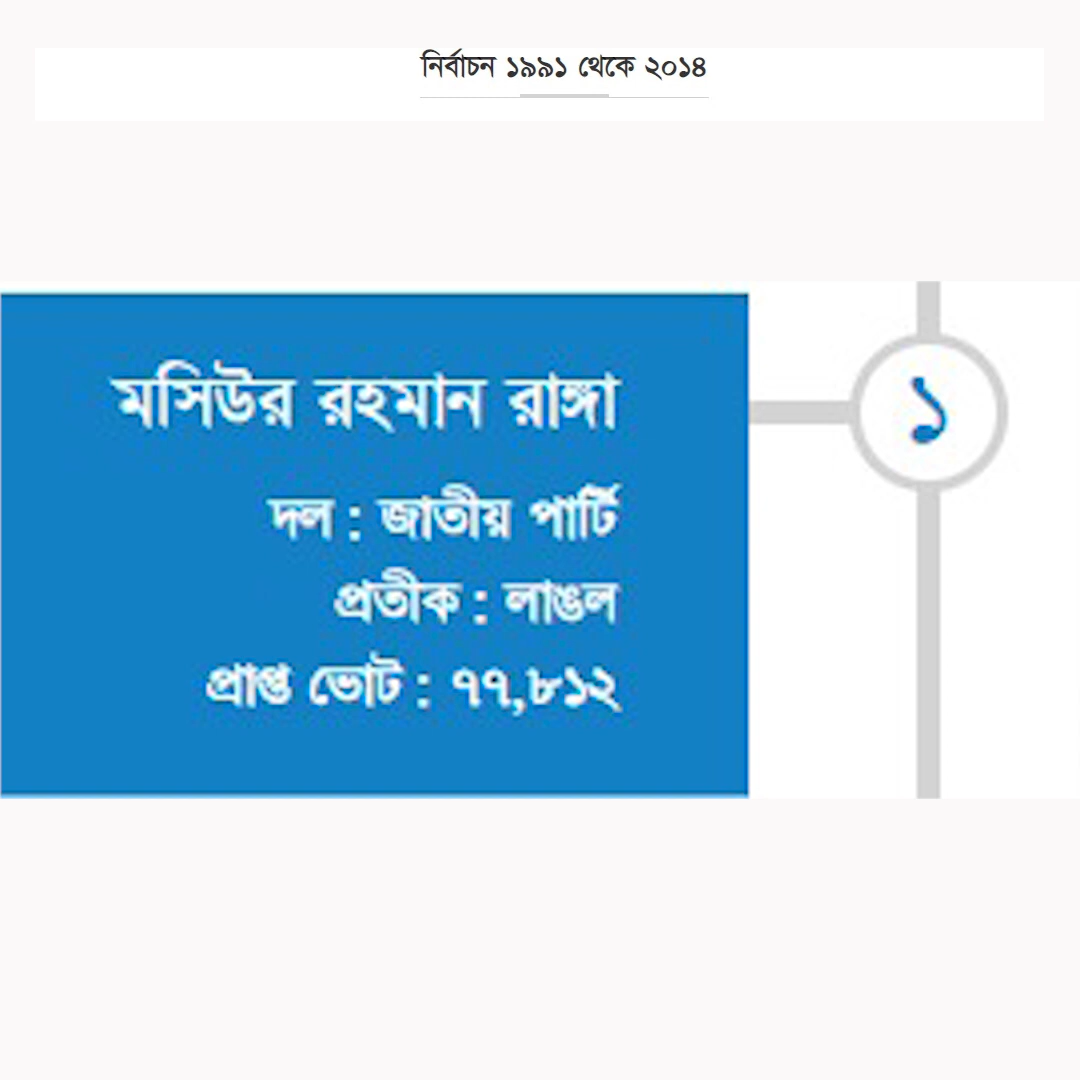 নির্বাচন ১৯৯১ থেকে ২০১৪
মসিউর রহমান রাঙ্গা
১
দল : জাতীয় পার্টি
প্রতীক : লাঙল
প্রাপ্ত ভোট : ৭৭,৮১২